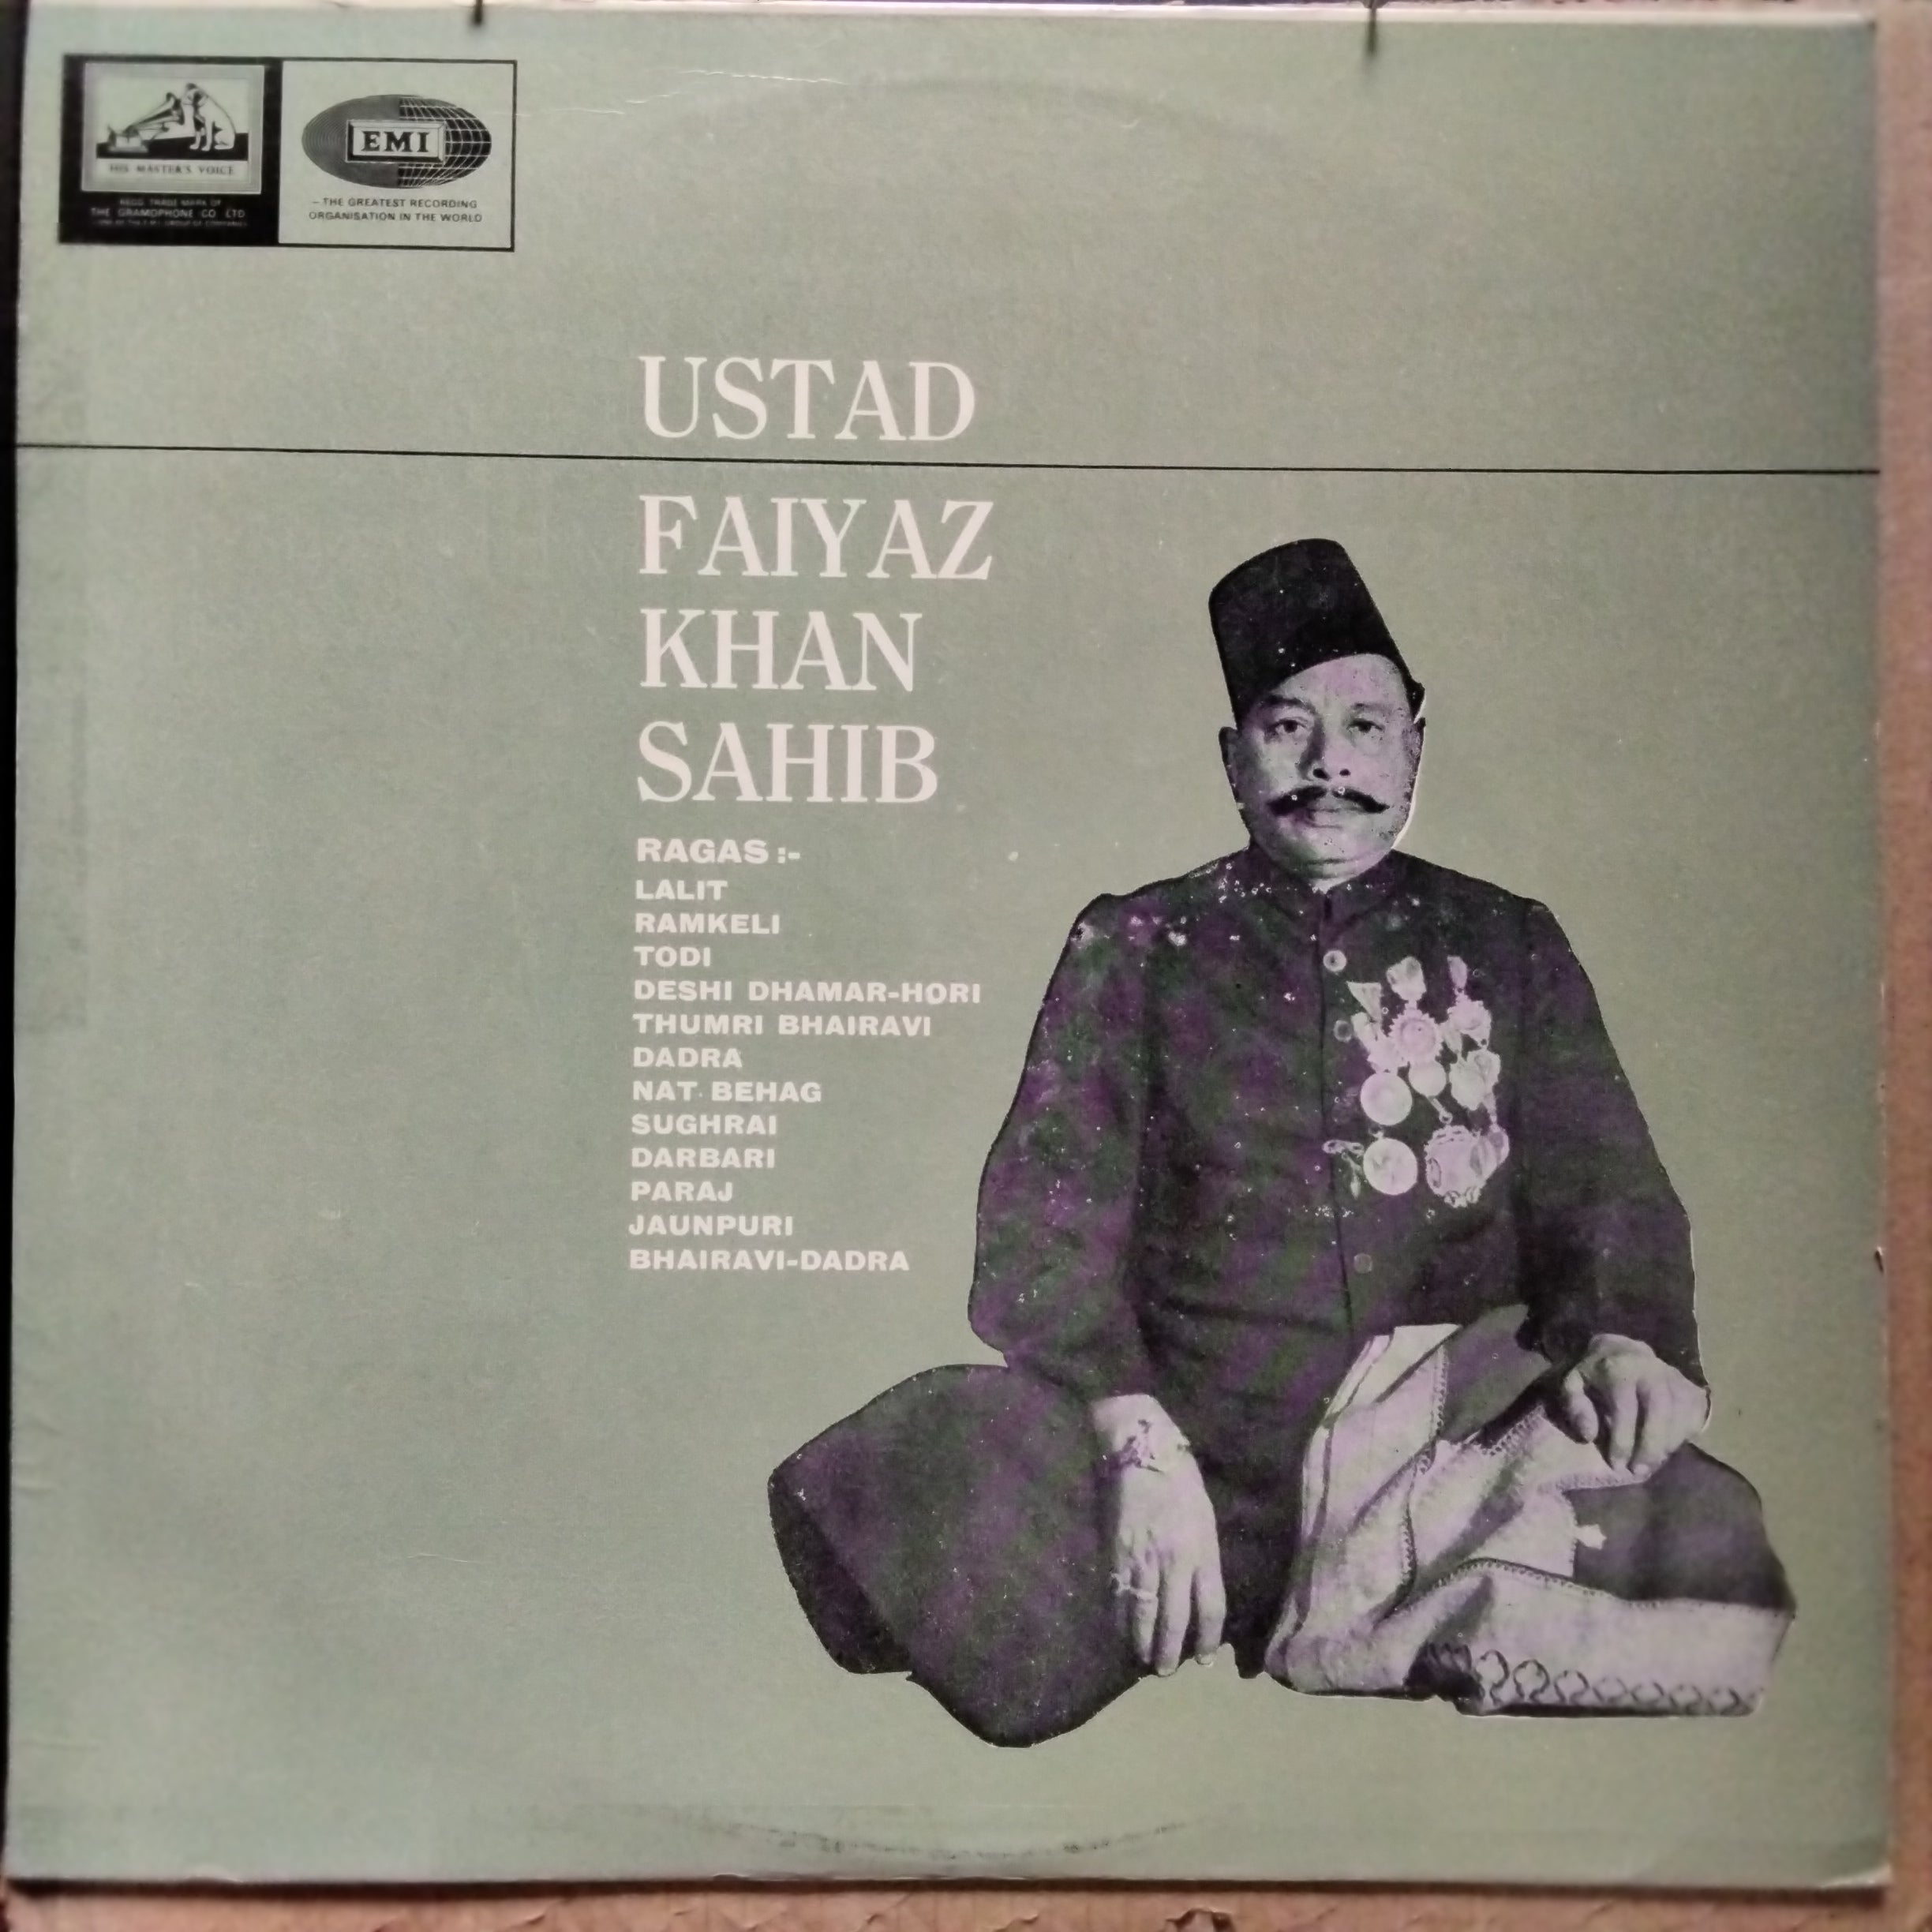 HIS MASTER'S VOICE
REGD. TRADE MARK OF
THE GRAMOPHONE CO LTD
EMI
– THE GREATEST RECORDING
ORGANISATION IN THE WORLD
USTAD
FAIYAZ
KHAN
SAHIB
RAGAS :-
LALIT
RAMKELI
TODI
DESHI DHAMAR-HORI
THUMRI BHAIRAVI
DADRA
NAT BEHAG
SUGHRAI
DARBARI
PARAJ
JAUNPURI
BHAIRAVI-DADRA